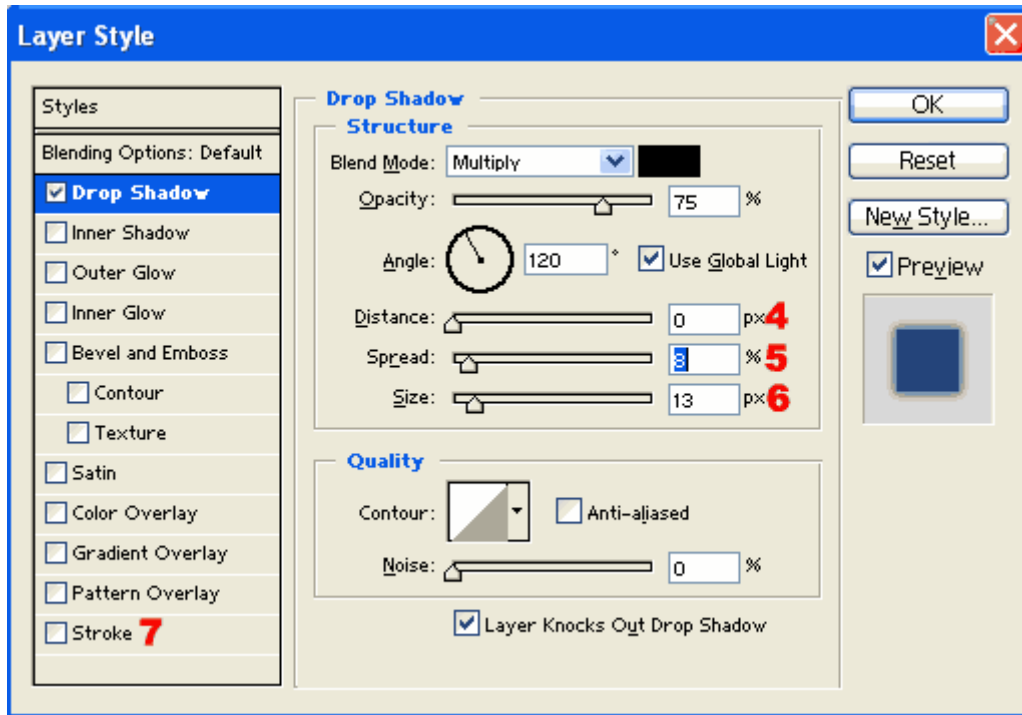 Layer Style
Styles
Blending Options: Default
Drop Shadow
Inner Shadow
Outer Glow
Inner Glow
Bevel and Emboss
Contour
Texture
Satin
Color Overlay
Gradient Overlay
Pattern Overlay
Stroke 7
Drop Shadow
Structure
Blend Mode: Multiply
Opacity: 75 %
Angle: 120 ° Use Global Light
Distance: 0 px 4
Spread: 8 % 5
Size: 13 px 6
Quality
Contour: Anti-aliased
Noise: 0 %
Layer Knocks Out Drop Shadow
OK
Reset
New Style...
Preview